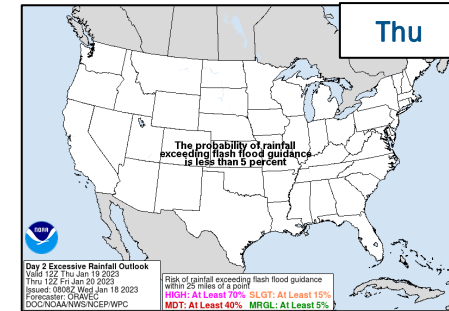 Thu
The probability of rainfall
exceeding flash flood guidance
is less than 5 percent
NOAA
Day 2 Excessive Rainfall Outlook
Valid 12Z Thu Jan 19 2023
Thru 12Z Fri Jan 20 2023
Issued: 0808Z Wed Jan 18 2023
Forecaster: ORAVEC
DOC/NOAA/NWS/NCEP/WPC
Risk of rainfall exceeding flash flood guidance
within 25 miles of a point
HIGH: At Least 70% SLGT: At Least 15%
MDT: At Least 40% MRGL: At Least 5%